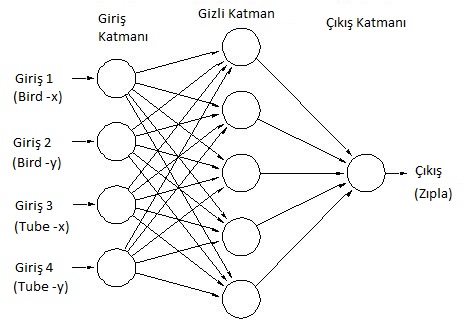 Giriş
Katmanı
Gizli Katman
Çıkış Katmanı
Giriş 1
(Bird -x)
Giriş 2
(Bird -y)
Giriş 3
(Tube -x)
Giriş 4
(Tube -y)
Çıkış
(Zıpla)